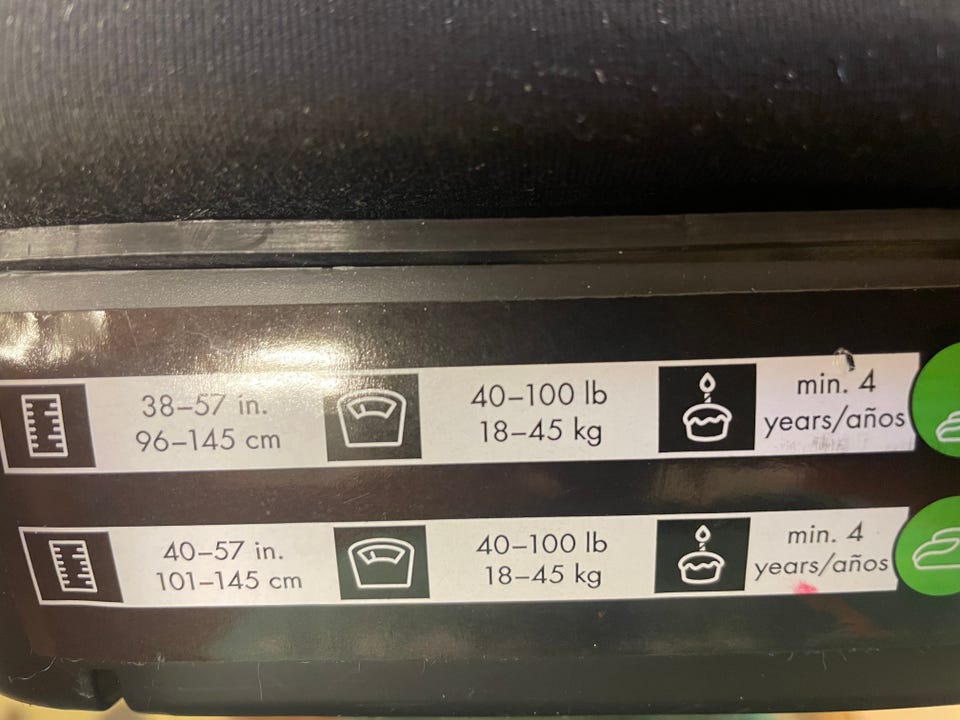 38–57 in.
96–145 cm
40–100 lb
18–45 kg
min. 4
years/años
40–57 in.
101–145 cm
40–100 lb
18–45 kg
min. 4
years/años